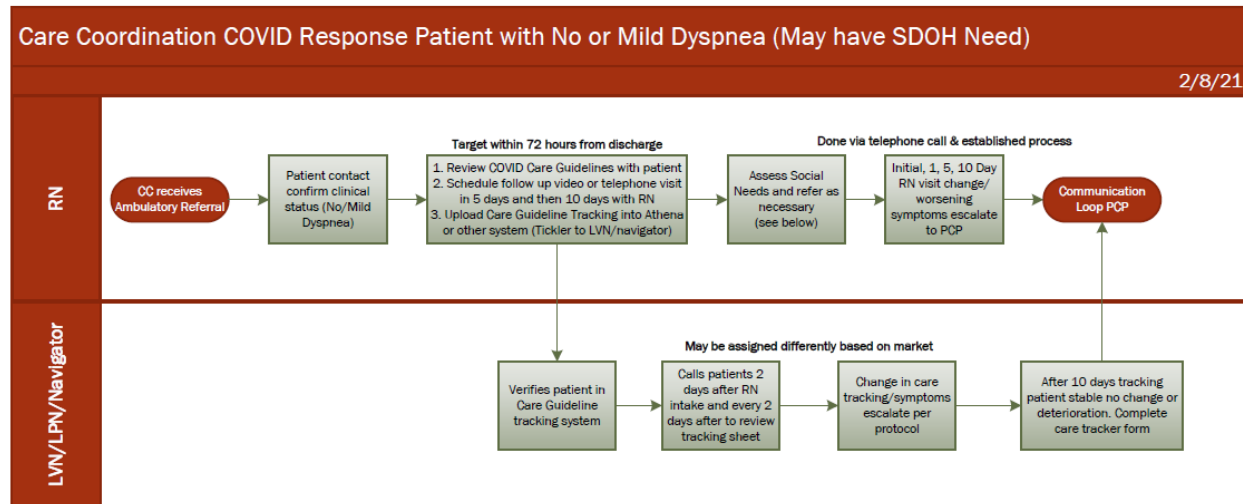 Care Coordination COVID Response Patient with No or Mild Dyspnea (May have SDOH Need)
2/8/21
RN
CC receives
Ambulatory Referral
Patient contact
confirm clinical
status (No/Mild
Dyspnea)
Target within 72 hours from discharge
1. Review COVID Care Guidelines with patient
2. Schedule follow up video or telephone visit
in 5 days and then 10 days with RN
3. Upload Care Guideline Tracking into Athena
or other system (Tickler to LVN/navigator)
Done via telephone call & established process
Assess Social
Needs and refer as
necessary
(see below)
Initial, 1, 5, 10 Day
RN visit change/
worsening
symptoms escalate
to PCP
Communication
Loop PCP
LVN/LPN/Navigator
May be assigned differently based on market
Verifies patient in
Care Guideline
tracking system
Calls patients 2
days after RN
intake and every 2
days after to review
tracking sheet
Change in care
tracking/symptoms
escalate per
protocol
After 10 days tracking
patient stable no change or
deterioration. Complete
care tracker form